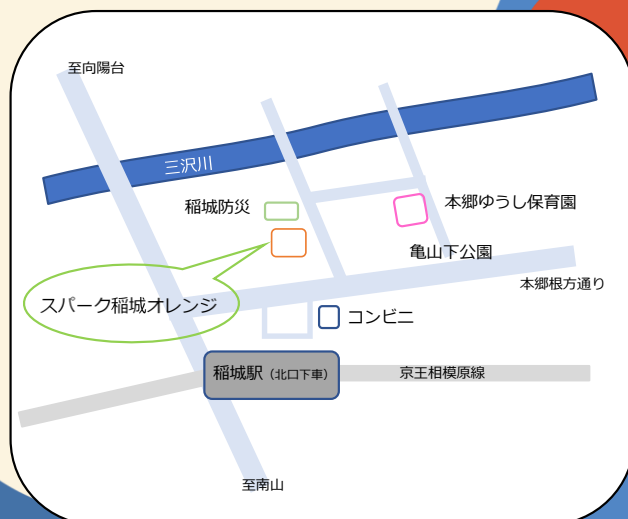 至向陽台
三沢川
稲城防災
本郷ゆうし保育園
亀山下公園
本郷根方通り
スパーク稲城オレンジ
コンビニ
稲城駅（北口下車）
京王相模原線
至南山